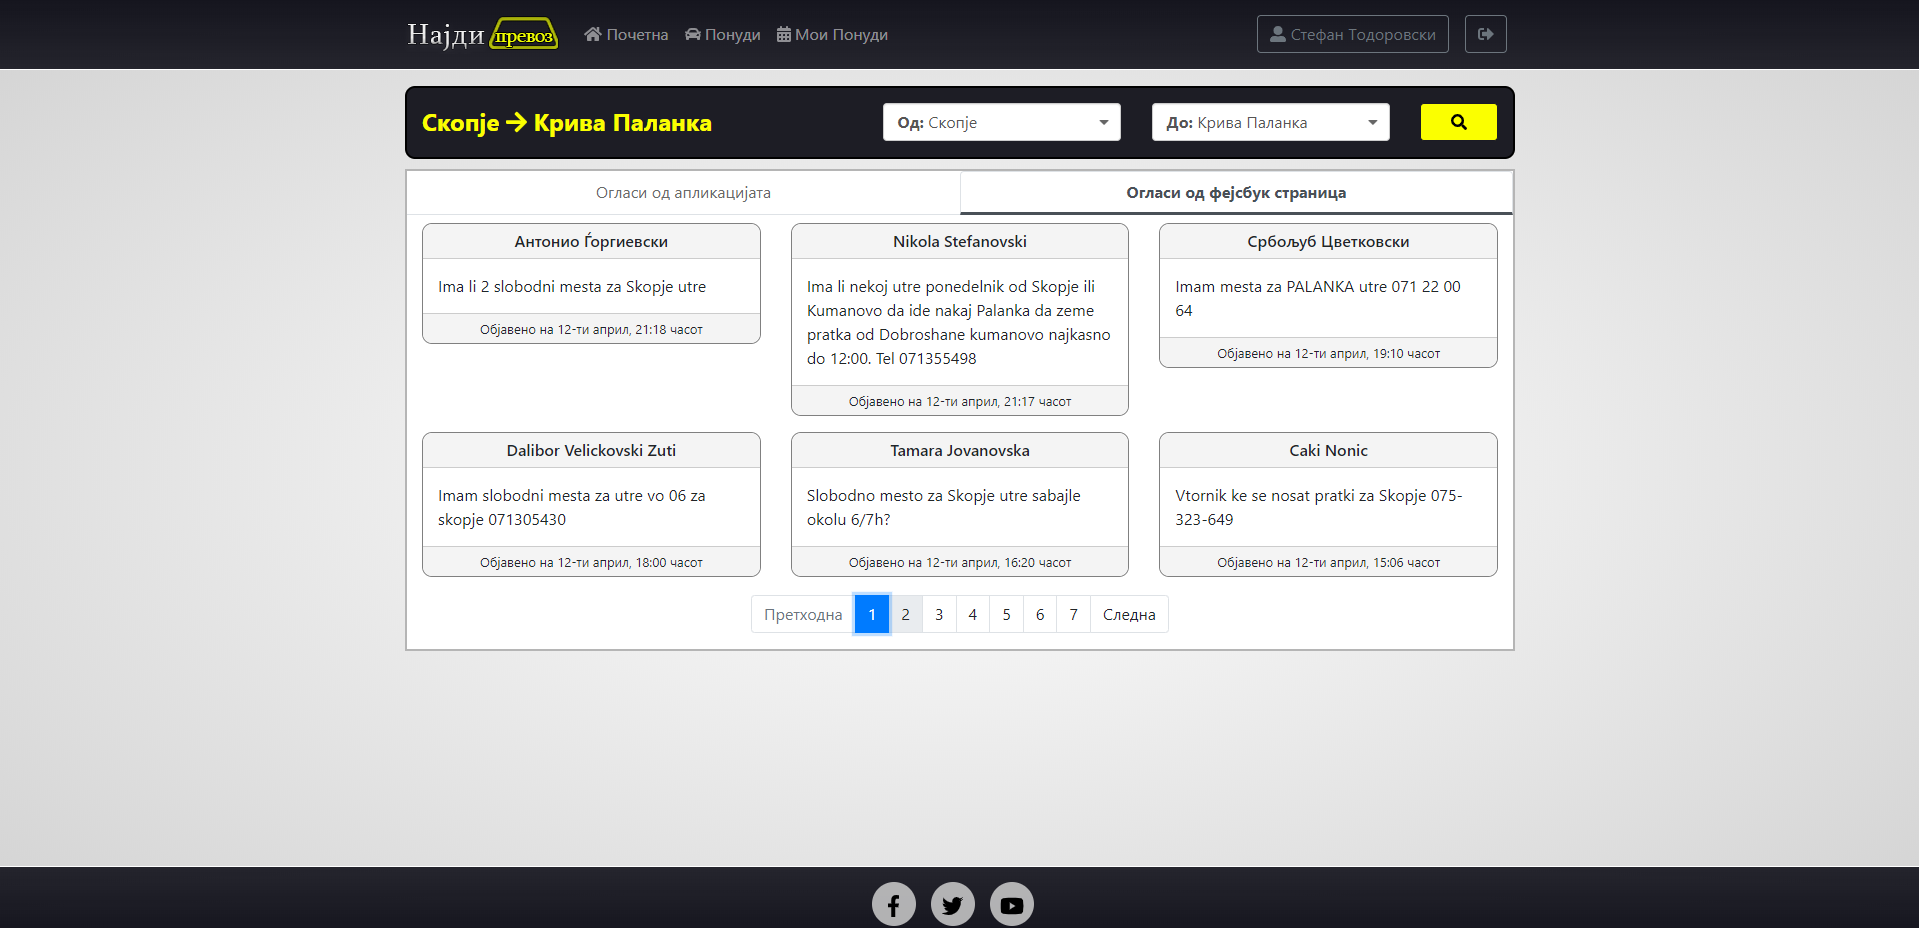 Најди превоз
Почетна
Понуди
Мои Понуди
Стефан Тодоровски
Скопје → Крива Паланка
Од: Скопје
До: Крива Паланка
Огласи од апликацијата
Огласи од фејсбук страница
Антонио Ѓоргиевски
Ima li 2 slobodni mesta za Skopje utre
Објавено на 12-ти април, 21:18 часот
Nikola Stefanovski
Ima li nekoj utre ponedelnik od Skopje ili
Kumanovo da ide nakaj Palanka da zeme
pratka od Dobroshane kumanovo najkasno
do 12:00. Tel 071355498
Објавено на 12-ти април, 21:17 часот
Србољуб Цветковски
Imam mesta za PALANKA utre 071 22 00
64
Објавено на 12-ти април, 19:10 часот
Dalibor Velickovski Zuti
Imam slobodni mesta za utre vo 06 za
skopje 071305430
Објавено на 12-ти април, 18:00 часот
Tamara Jovanovska
Slobodno mesto za Skopje utre sabajle
okolu 6/7h?
Објавено на 12-ти април, 16:20 часот
Caki Nonic
Vtornik ke se nosat pratki za Skopje 075-
323-649
Објавено на 12-ти април, 15:06 часот
Претходна 1 2 3 4 5 6 7 Следна